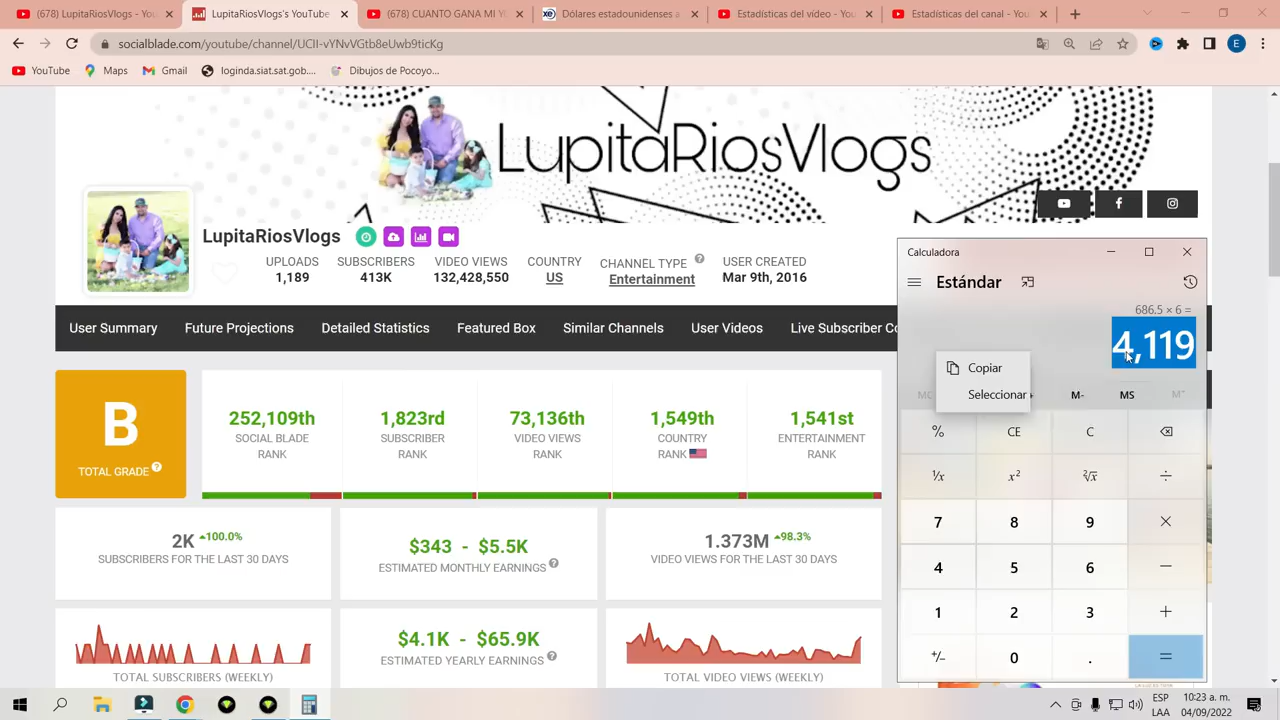 (678) Y
LupitaRiosVlogs's YouTube
(678) CUANTO GANA MI Y
Dólares estadounidenses a
Estadísticas del vídeo - You
Estadísticas del canal - You
socialblade.com/youtube/channel/UCII-vYNvVGtb8eUwb9ticKg
YouTube
Maps
Gmail
loginda.siat.sat.gob....
Dibujos de Pocoyo...
LupitaRiosVlogs
LupitaRiosVlogs
UPLOADS
1,189
SUBSCRIBERS
413K
VIDEO VIEWS
132,428,550
COUNTRY
US
CHANNEL TYPE ?
Entertainment
USER CREATED
Mar 9th, 2016
User Summary
Future Projections
Detailed Statistics
Featured Box
Similar Channels
User Videos
Live Subscriber Co
B
TOTAL GRADE ?
252,109th
SOCIAL BLADE
RANK
1,823rd
SUBSCRIBER
RANK
73,136th
VIDEO VIEWS
RANK
1,549th
COUNTRY
RANK
1,541st
ENTERTAINMENT
RANK
2K 100.0%
SUBSCRIBERS FOR THE LAST 30 DAYS
$343 - $5.5K
ESTIMATED MONTHLY EARNINGS ?
1.373M 98.3%
VIDEO VIEWS FOR THE LAST 30 DAYS
TOTAL SUBSCRIBERS (WEEKLY)
$4.1K - $65.9K
ESTIMATED YEARLY EARNINGS ?
TOTAL VIDEO VIEWS (WEEKLY)
Calculadora
Estándar
686.5 × 6 =
4,119
Copiar
Seleccionar
MC M- MS M˅
% CE C
¹/x x² ²√x ÷
7 8 9 ×
4 5 6 −
1 2 3 +
+/− 0 . =
ESP
LAA
10:23 a. m.
04/09/2022
E